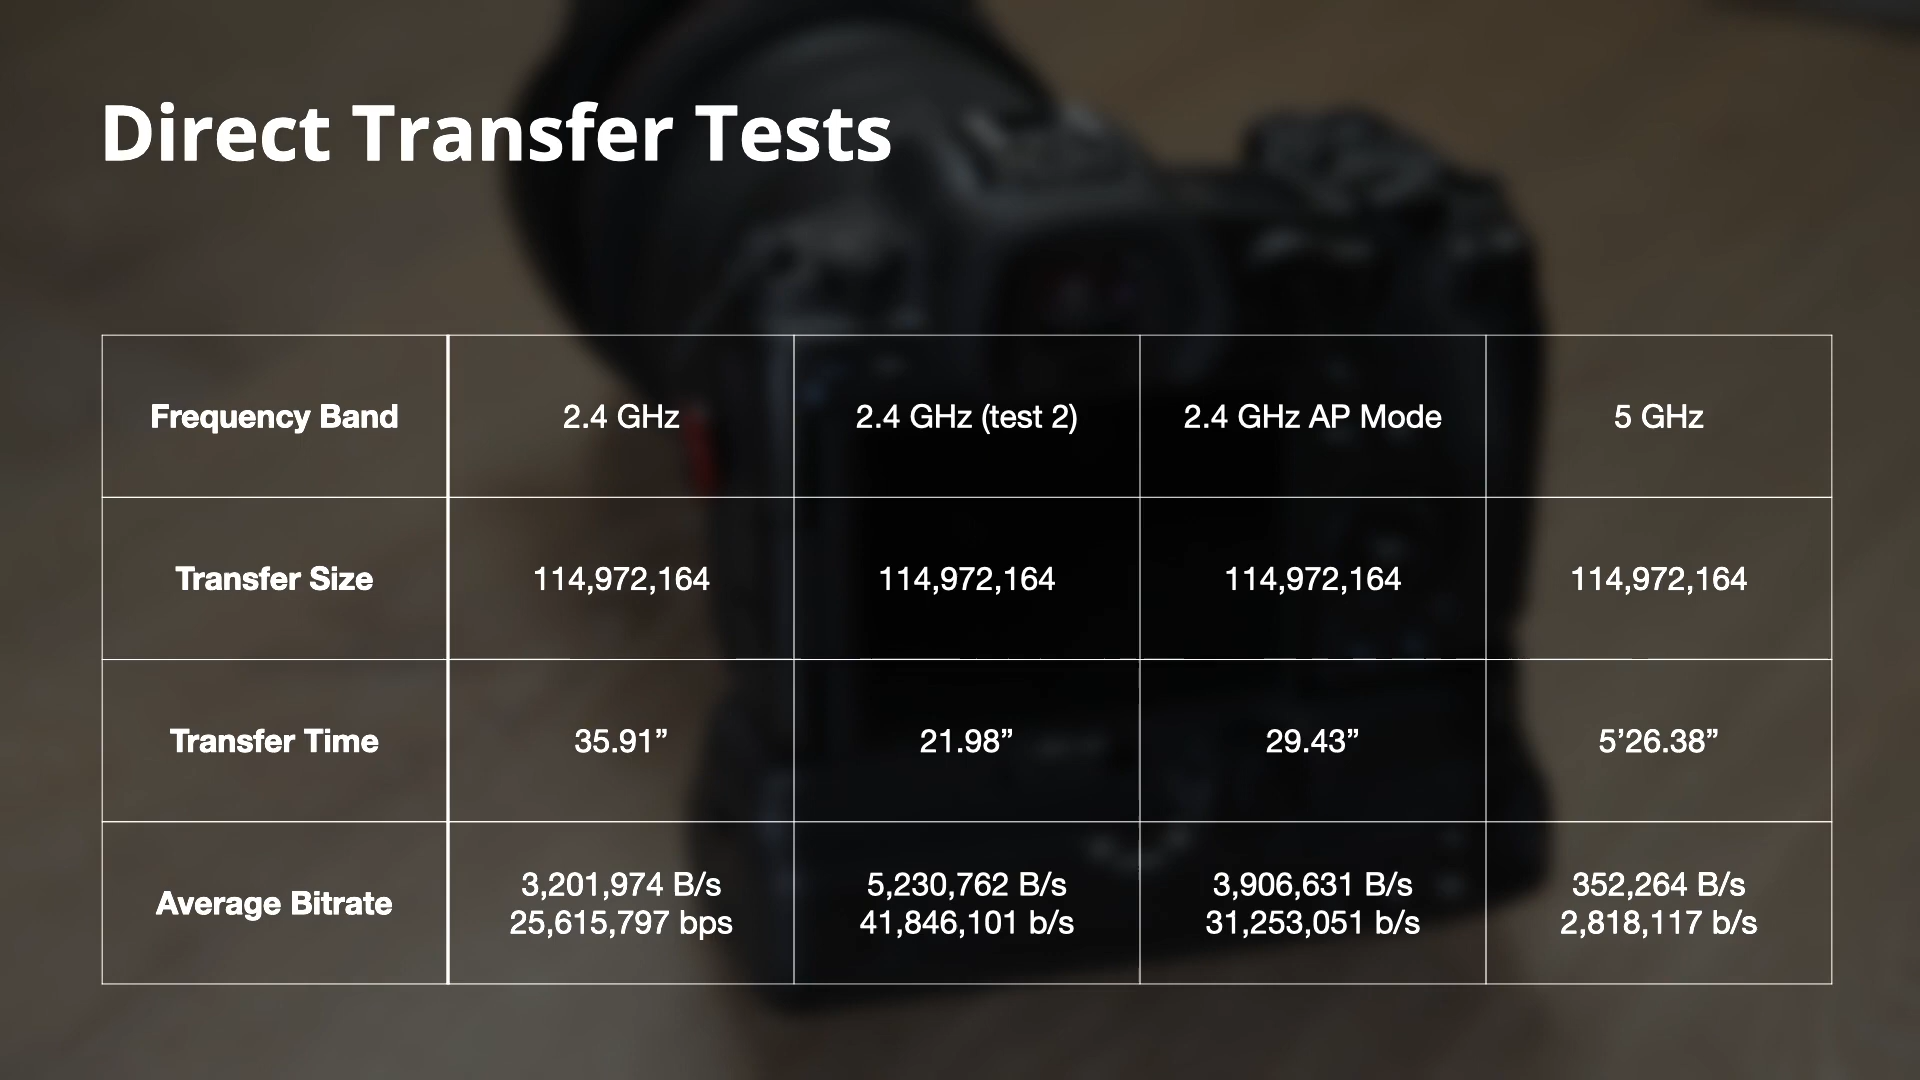 Direct Transfer Tests
Frequency Band 2.4 GHz 2.4 GHz (test 2) 2.4 GHz AP Mode 5 GHz
Transfer Size 114,972,164 114,972,164 114,972,164 114,972,164
Transfer Time 35.91” 21.98” 29.43” 5’26.38”
Average Bitrate 3,201,974 B/s 5,230,762 B/s 3,906,631 B/s 352,264 B/s
25,615,797 bps 41,846,101 b/s 31,253,051 b/s 2,818,117 b/s